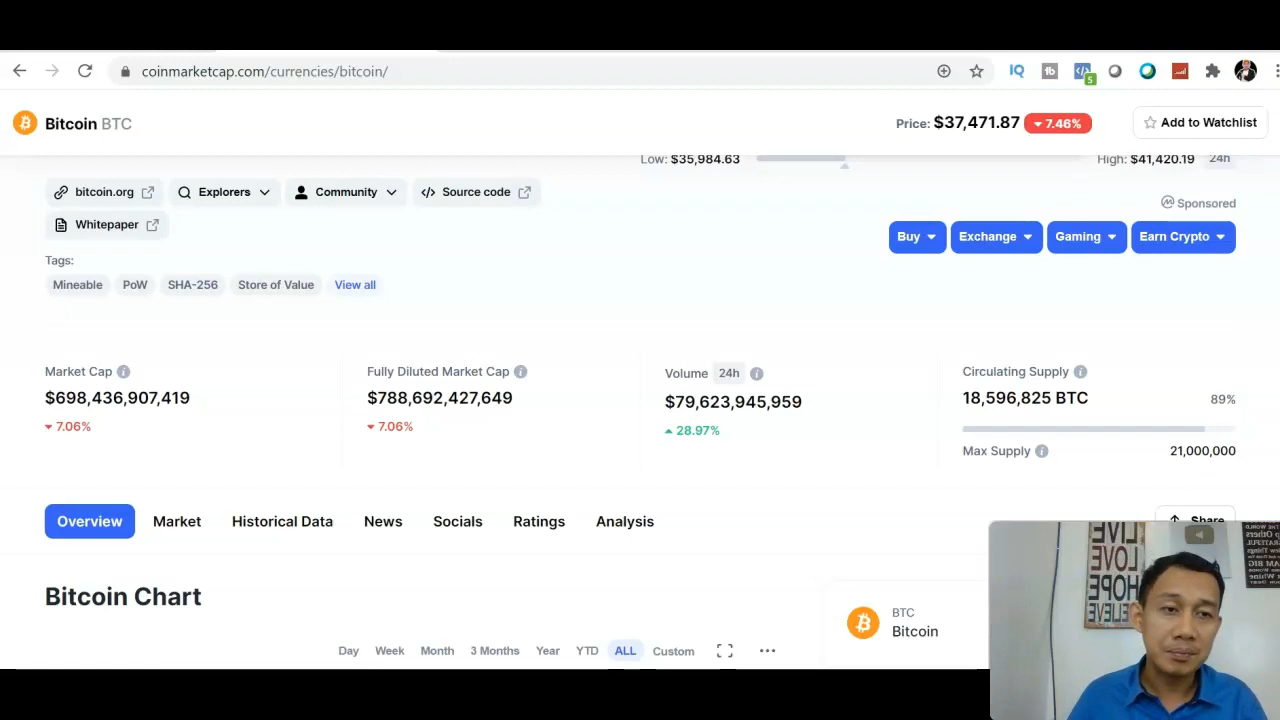 coinmarketcap.com/currencies/bitcoin/
IQ
tb
5
Bitcoin BTC
Price: $37,471.87 7.46%
Add to Watchlist
Low: $35,984.63
High: $41,420.19 24h
bitcoin.org
Explorers
Community
Source code
Whitepaper
Sponsored
Buy
Exchange
Gaming
Earn Crypto
Tags:
Mineable
PoW
SHA-256
Store of Value
View all
Market Cap
$698,436,907,419
7.06%
Fully Diluted Market Cap
$788,692,427,649
7.06%
Volume 24h
$79,623,945,959
28.97%
Circulating Supply
18,596,825 BTC
89%
Max Supply
21,000,000
Overview
Market
Historical Data
News
Socials
Ratings
Analysis
Share
Bitcoin Chart
BTC
Bitcoin
Day
Week
Month
3 Months
Year
YTD
ALL
Custom
LIVE
LOVE
HOPE
BELIEVE